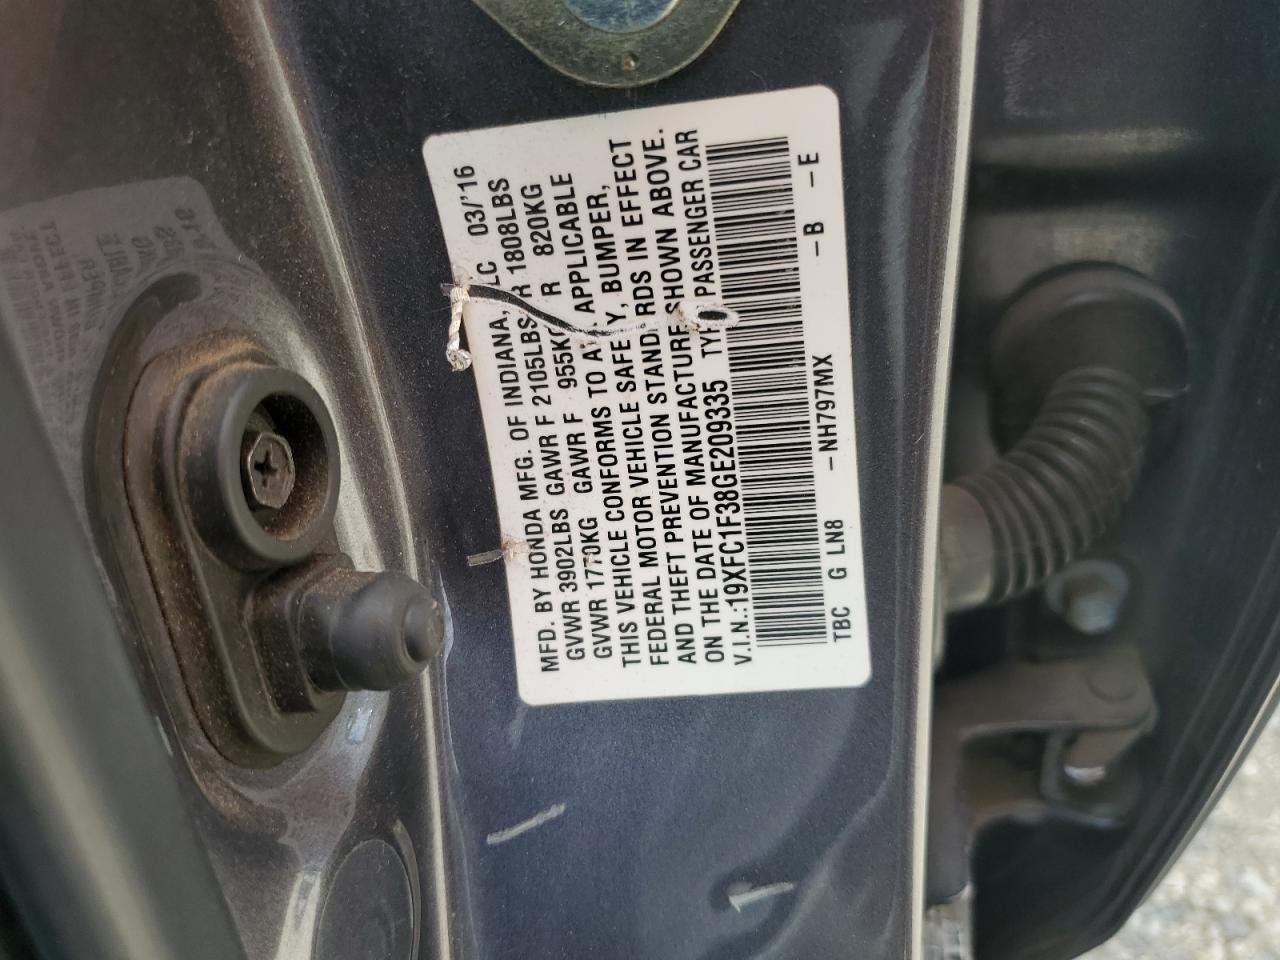 MFD. BY HONDA MFG. OF INDIANA, LLC 03/'16
GVWR 3902LBS GAWR F 2105LBS R 1808LBS
GVWR 1770KG GAWR F 955KG R 820KG
THIS VEHICLE CONFORMS TO ALL APPLICABLE
FEDERAL MOTOR VEHICLE SAFETY, BUMPER,
AND THEFT PREVENTION STANDARDS IN EFFECT
ON THE DATE OF MANUFACTURE SHOWN ABOVE.
V.I.N.:19XFC1F38GE209335 TYPE PASSENGER CAR
TBC G LN8 -NH797MX -B -E